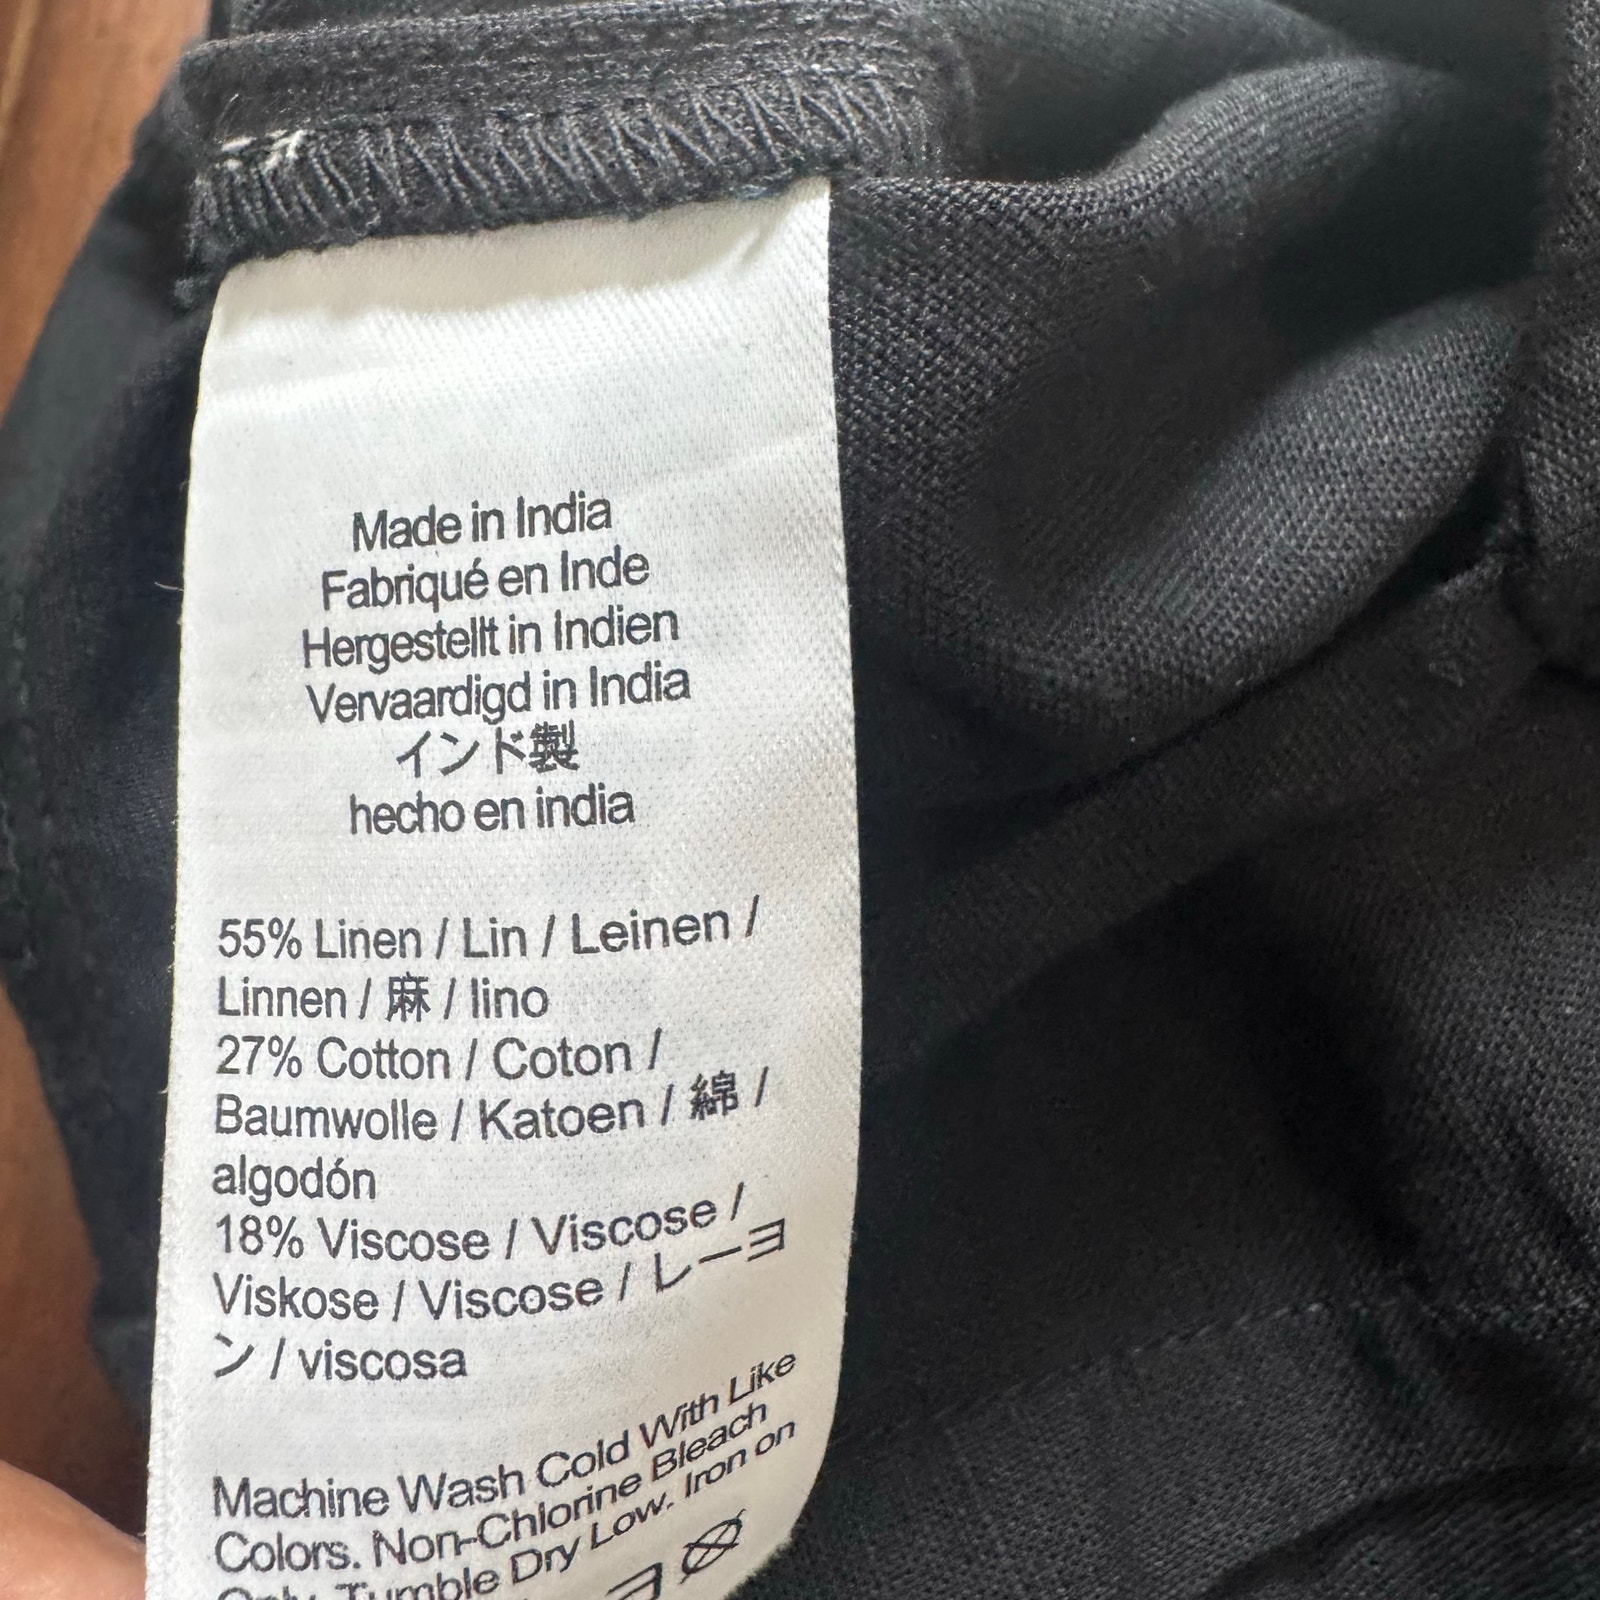 Made in India
Fabriqué en Inde
Hergestellt in Indien
Vervaardigd in India
インド製
hecho en india
55% Linen / Lin / Leinen /
Linnen / 麻 / lino
27% Cotton / Coton /
Baumwolle / Katoen / 綿 /
algodón
18% Viscose / Viscose /
Viskose / Viscose / レーヨ
ン / viscosa
Machine Wash Cold With Like
Colors. Non-Chlorine Bleach
Only. Tumble Dry Low. Iron on